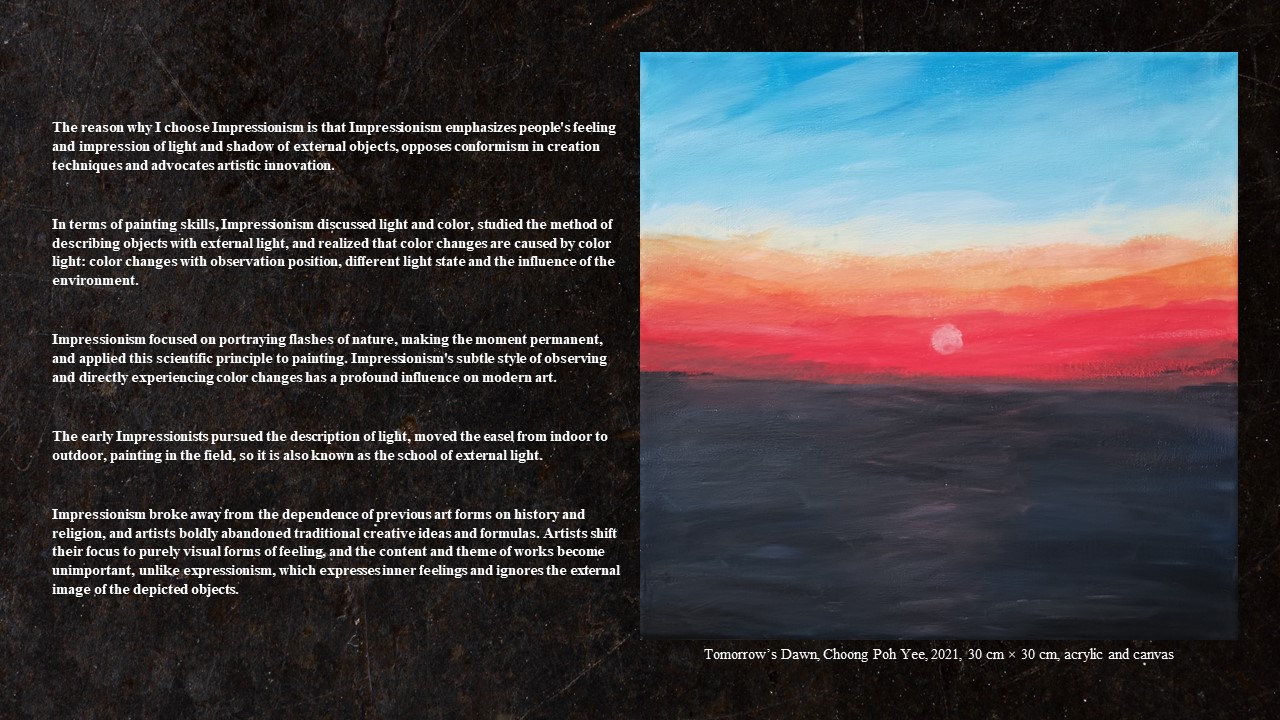 The reason why I choose Impressionism is that Impressionism emphasizes people's feeling
and impression of light and shadow of external objects, opposes conformism in creation
techniques and advocates artistic innovation.
In terms of painting skills, Impressionism discussed light and color, studied the method of
describing objects with external light, and realized that color changes are caused by color
light: color changes with observation position, different light state and the influence of the
environment.
Impressionism focused on portraying flashes of nature, making the moment permanent,
and applied this scientific principle to painting. Impressionism's subtle style of observing
and directly experiencing color changes has a profound influence on modern art.
The early Impressionists pursued the description of light, moved the easel from indoor to
outdoor, painting in the field, so it is also known as the school of external light.
Impressionism broke away from the dependence of previous art forms on history and
religion, and artists boldly abandoned traditional creative ideas and formulas. Artists shift
their focus to purely visual forms of feeling, and the content and theme of works become
unimportant, unlike expressionism, which expresses inner feelings and ignores the external
image of the depicted objects.
Tomorrow’s Dawn, Choong Poh Yee, 2021, 30 cm × 30 cm, acrylic and canvas